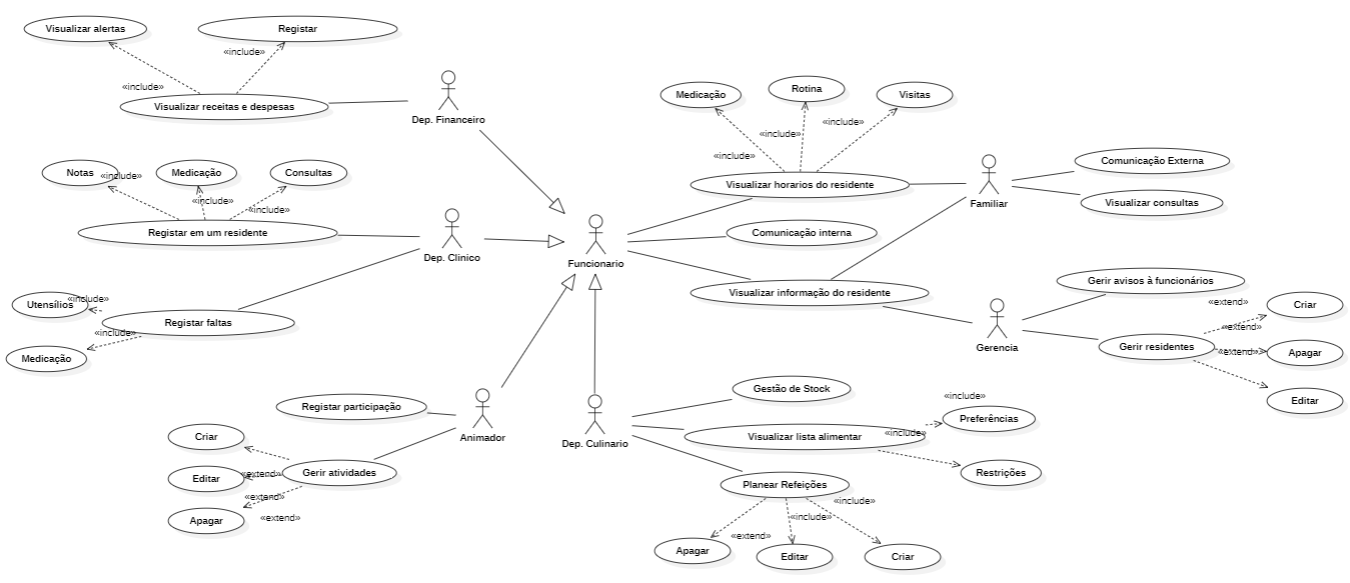 Visualizar alertas
Registar
«include»
«include»
Visualizar receitas e despesas
Dep. Financeiro
Notas
«include»
Medicação
Consultas
«include»
«include»
Registar em um residente
Dep. Clinico
Utensílios
«include»
Registar faltas
«include»
Medicação
Funcionario
Registar participação
Animador
Criar
Editar
«extend»
Gerir atividades
«extend»
Apagar
«extend»
Medicação
Rotina
Visitas
«include»
«include»
«include»
Visualizar horarios do residente
Comunicação interna
Visualizar informação do residente
Familiar
Comunicação Externa
Visualizar consultas
Gerencia
Gerir avisos à funcionários
Gerir residentes
«extend»
«extend»
«extend»
Criar
Apagar
Editar
Dep. Culinario
Gestão de Stock
«include»
Visualizar lista alimentar
«include»
Preferências
Restrições
Planear Refeições
«include»
«include»
«extend»
Apagar
Editar
Criar